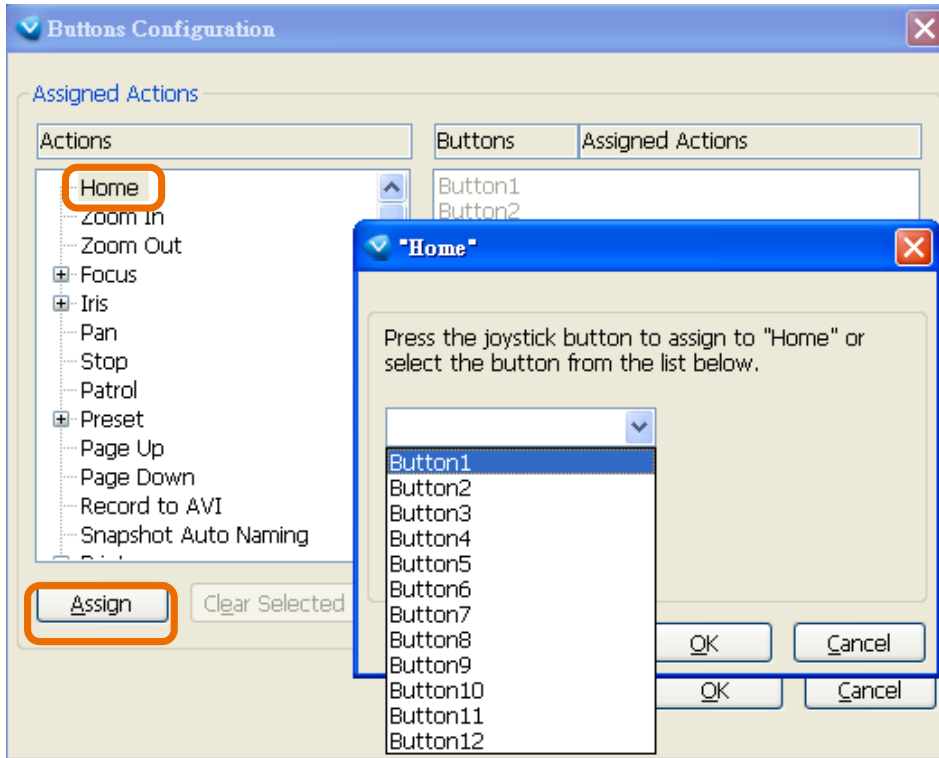 Buttons Configuration
Assigned Actions
Actions
Buttons
Assigned Actions
Home
Zoom In
Zoom Out
Focus
Iris
Pan
Stop
Patrol
Preset
Page Up
Page Down
Record to AVI
Snapshot Auto Naming
Button1
Button2
Assign
Clear Selected
"Home"
Press the joystick button to assign to "Home" or
select the button from the list below.
Button1
Button2
Button3
Button4
Button5
Button6
Button7
Button8
Button9
Button10
Button11
Button12
OK
Cancel
OK
Cancel